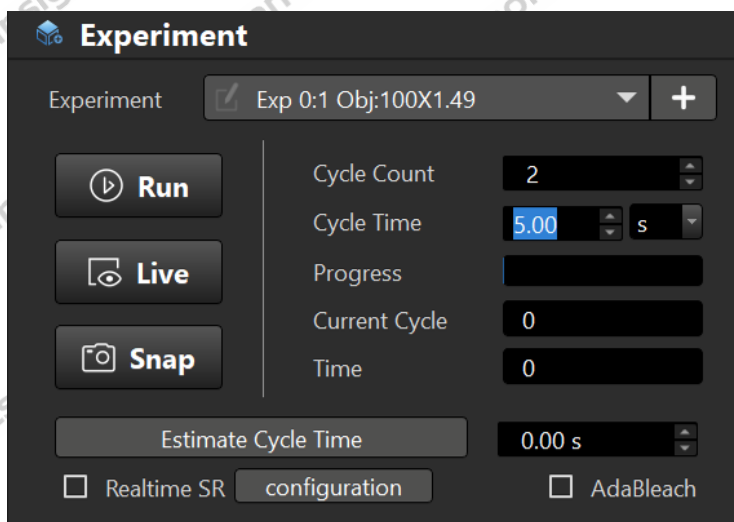 Experiment
Experiment Exp 0:1 Obj:100X1.49 +
Run
Live
Snap
Cycle Count 2
Cycle Time 5.00 s
Progress
Current Cycle 0
Time 0
Estimate Cycle Time 0.00 s
Realtime SR configuration AdaBleach